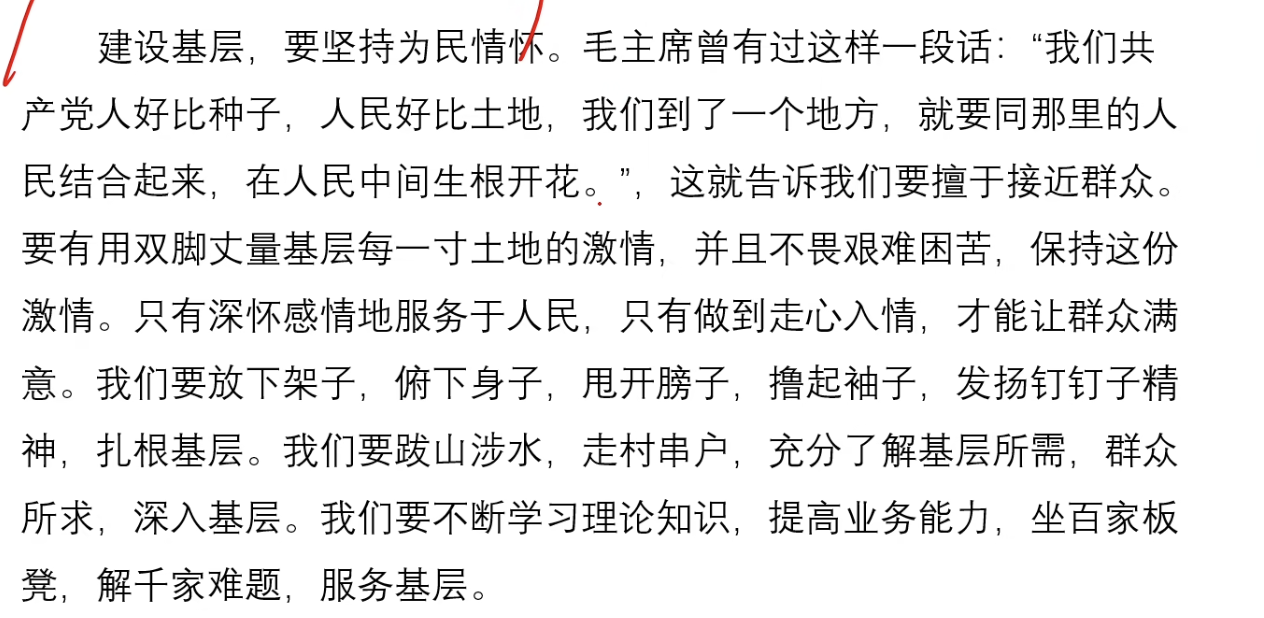 建设基层，要坚持为民情怀。毛主席曾有过这样一段话：“我们共
产党人好比种子，人民好比土地，我们到了一个地方，就要同那里的人
民结合起来，在人民中间生根开花。”，这就告诉我们要擅于接近群众。
要有用双脚丈量基层每一寸土地的激情，并且不畏艰难困苦，保持这份
激情。只有深怀感情地服务于人民，只有做到走心入情，才能让群众满
意。我们要放下架子，俯下身子，甩开膀子，撸起袖子，发扬钉钉子精
神，扎根基层。我们要跋山涉水，走村串户，充分了解基层所需，群众
所求，深入基层。我们要不断学习理论知识，提高业务能力，坐百家板
凳，解千家难题，服务基层。